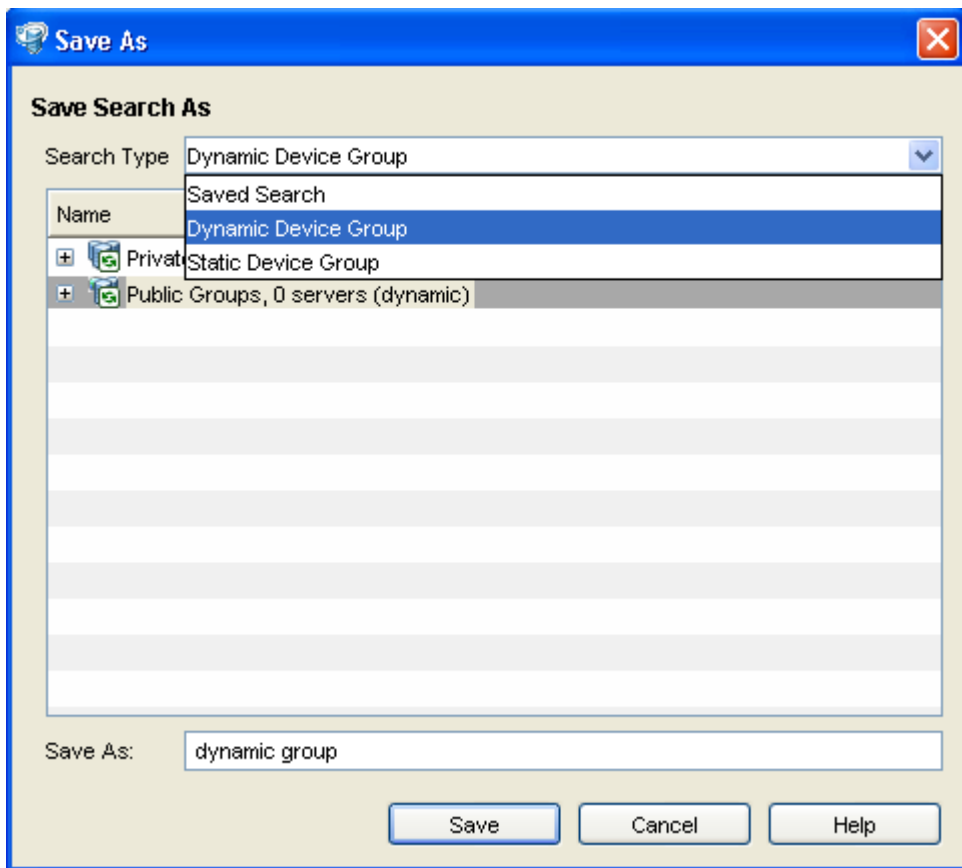 Save As
Save Search As
Search Type Dynamic Device Group
Saved Search
Dynamic Device Group
Static Device Group
Name
Public Groups, 0 servers (dynamic)
Save As: dynamic group
Save Cancel Help